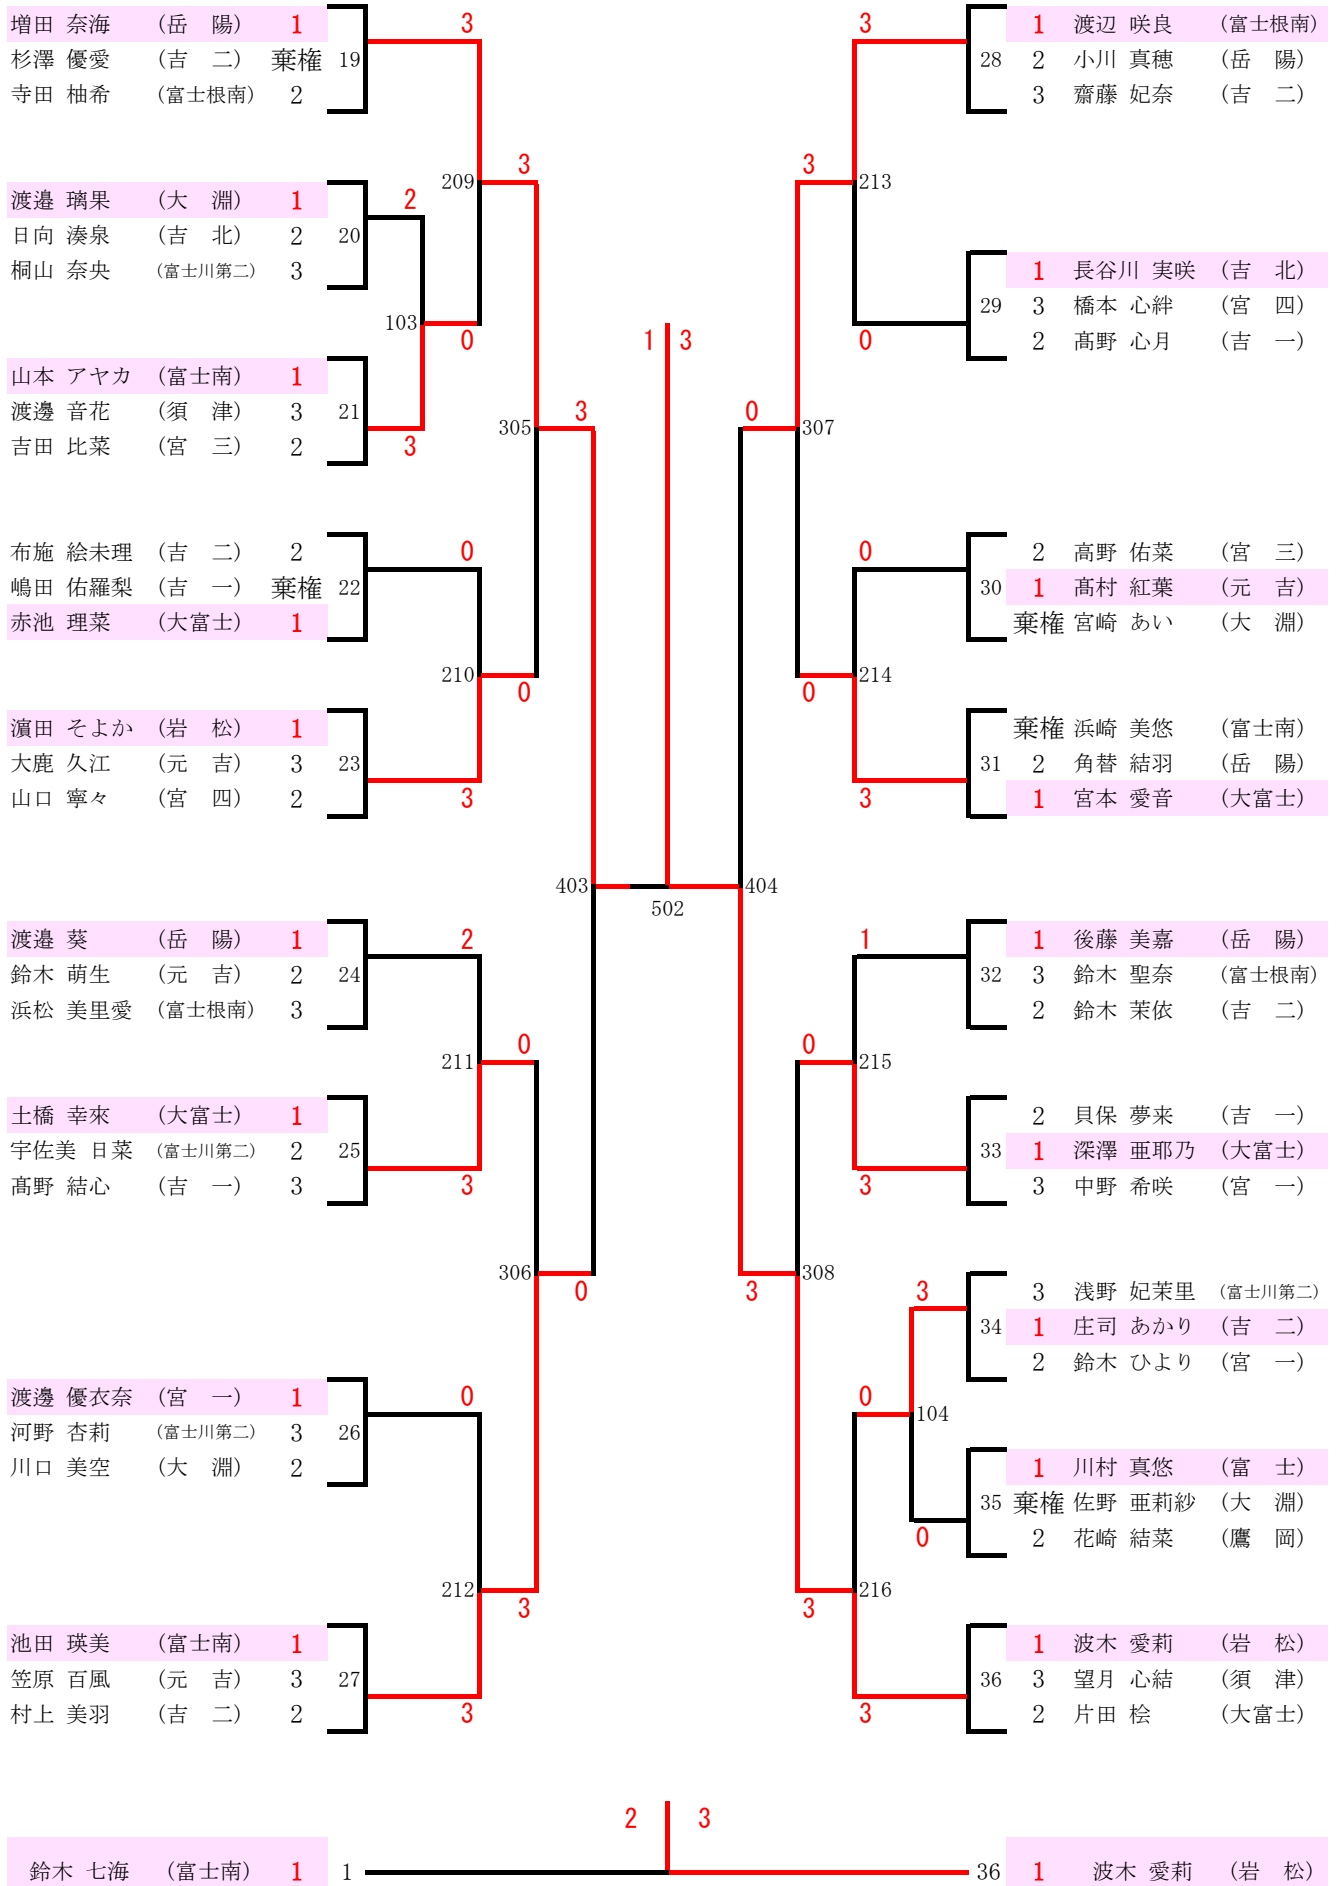 増田 奈海 (岳 陽) 1
杉澤 優愛 (吉 二) 棄権 19
寺田 柚希 (富士根南) 2
3
渡邉 璃果 (大 淵) 1
日向 湊泉 (吉 北) 2 20
桐山 奈央 (富士川第二) 3
2
209
3
103
0
山本 アヤカ (富士南) 1
渡邊 音花 (須 津) 3 21
吉田 比菜 (宮 三) 2
3
305
3
布施 絵未理 (吉 二) 2
嶋田 佑羅梨 (吉 一) 棄権 22
赤池 理菜 (大富士) 1
0
210
0
濵田 そよか (岩 松) 1
大鹿 久江 (元 吉) 3 23
山口 寧々 (宮 四) 2
3
403
渡邉 葵 (岳 陽) 1
鈴木 萌生 (元 吉) 2 24
浜松 美里愛 (富士根南) 3
2
211
0
土橋 幸來 (大富士) 1
宇佐美 日菜 (富士川第二) 2 25
髙野 結心 (吉 一) 3
3
306
0
渡邊 優衣奈 (宮 一) 1
河野 杏莉 (富士川第二) 3 26
川口 美空 (大 淵) 2
0
212
3
池田 瑛美 (富士南) 1
笠原 百風 (元 吉) 3 27
村上 美羽 (吉 二) 2
3
1 3
502
3
1 渡辺 咲良 (富士根南)
28 2 小川 真穂 (岳 陽)
3 齋藤 妃奈 (吉 二)
3
213
1 長谷川 実咲 (吉 北)
29 3 橋本 心絆 (宮 四)
2 髙野 心月 (吉 一)
0
0
307
0
2 高野 佑菜 (宮 三)
30 1 髙村 紅葉 (元 吉)
棄権 宮崎 あい (大 淵)
0
214
棄権 浜崎 美悠 (富士南)
31 2 角替 結羽 (岳 陽)
1 宮本 愛音 (大富士)
3
404
1
1 後藤 美嘉 (岳 陽)
32 3 鈴木 聖奈 (富士根南)
2 鈴木 茉依 (吉 二)
0
215
2 貝保 夢来 (吉 一)
33 1 深澤 亜耶乃 (大富士)
3 中野 希咲 (宮 一)
3
3
308
3
3 浅野 妃茉里 (富士川第二)
34 1 庄司 あかり (吉 二)
2 鈴木 ひより (宮 一)
0
104
1 川村 真悠 (富 士)
35 棄権 佐野 亜莉紗 (大 淵)
2 花崎 結菜 (鷹 岡)
0
3
216
1 波木 愛莉 (岩 松)
36 3 望月 心結 (須 津)
2 片田 桧 (大富士)
3
2 3
鈴木 七海 (富士南) 1 1
36 1 波木 愛莉 (岩 松)